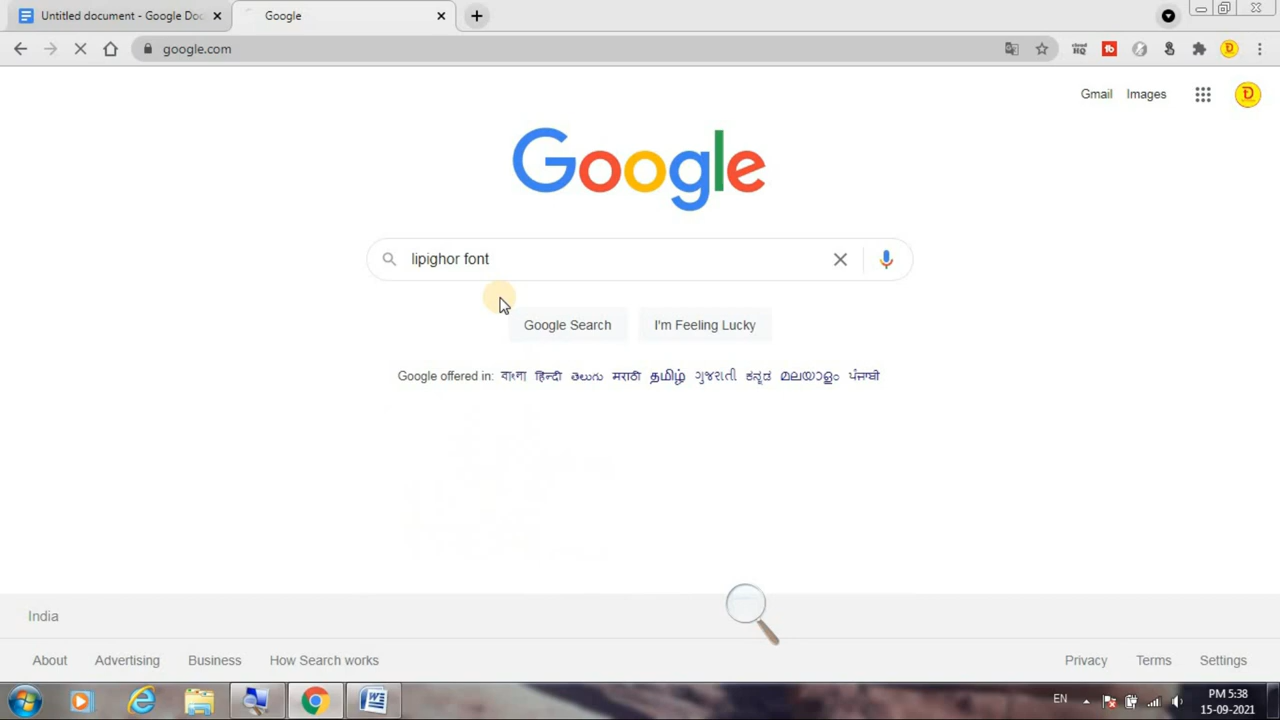 Untitled document - Google Doc
Google
google.com
Gmail Images
Google
lipighor font
Google Search I'm Feeling Lucky
Google offered in: বাংলা हिन्दी తెలుగు मराठी தமிழ் ગુજરાતી ಕನ್ನಡ മലയാളം ਪੰਜਾਬੀ
India
About Advertising Business How Search works Privacy Terms Settings
EN
PM 5:38
15-09-2021